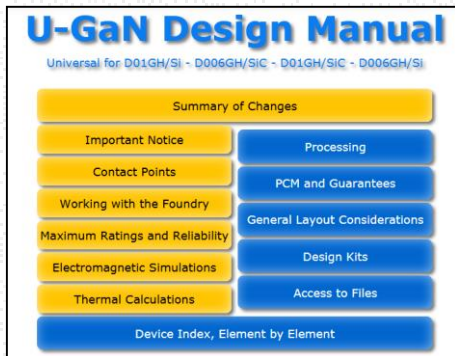 U-GaN Design Manual
Universal for D01GH/Si - D006GH/SiC - D01GH/SiC - D006GH/Si
Summary of Changes
Important Notice
Contact Points
Working with the Foundry
Maximum Ratings and Reliability
Electromagnetic Simulations
Thermal Calculations
Processing
PCM and Guarantees
General Layout Considerations
Design Kits
Access to Files
Device Index, Element by Element